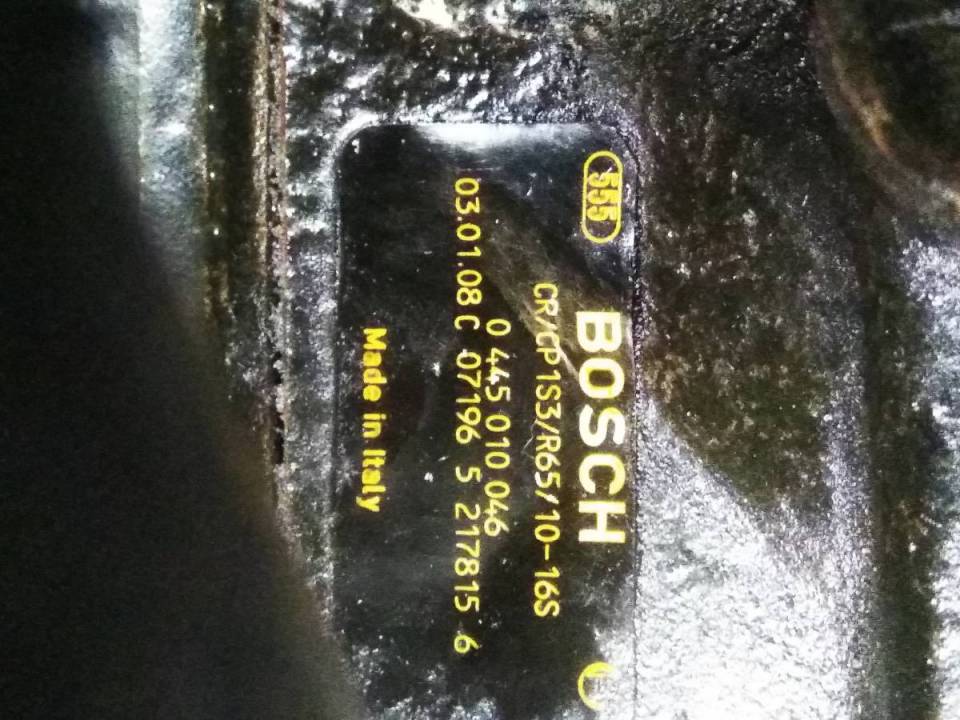 555
BOSCH
CR/CP1S3/R65/10-16S
0 445 010 046
03.01.08 C 07196 5 217815 6
Made in Italy